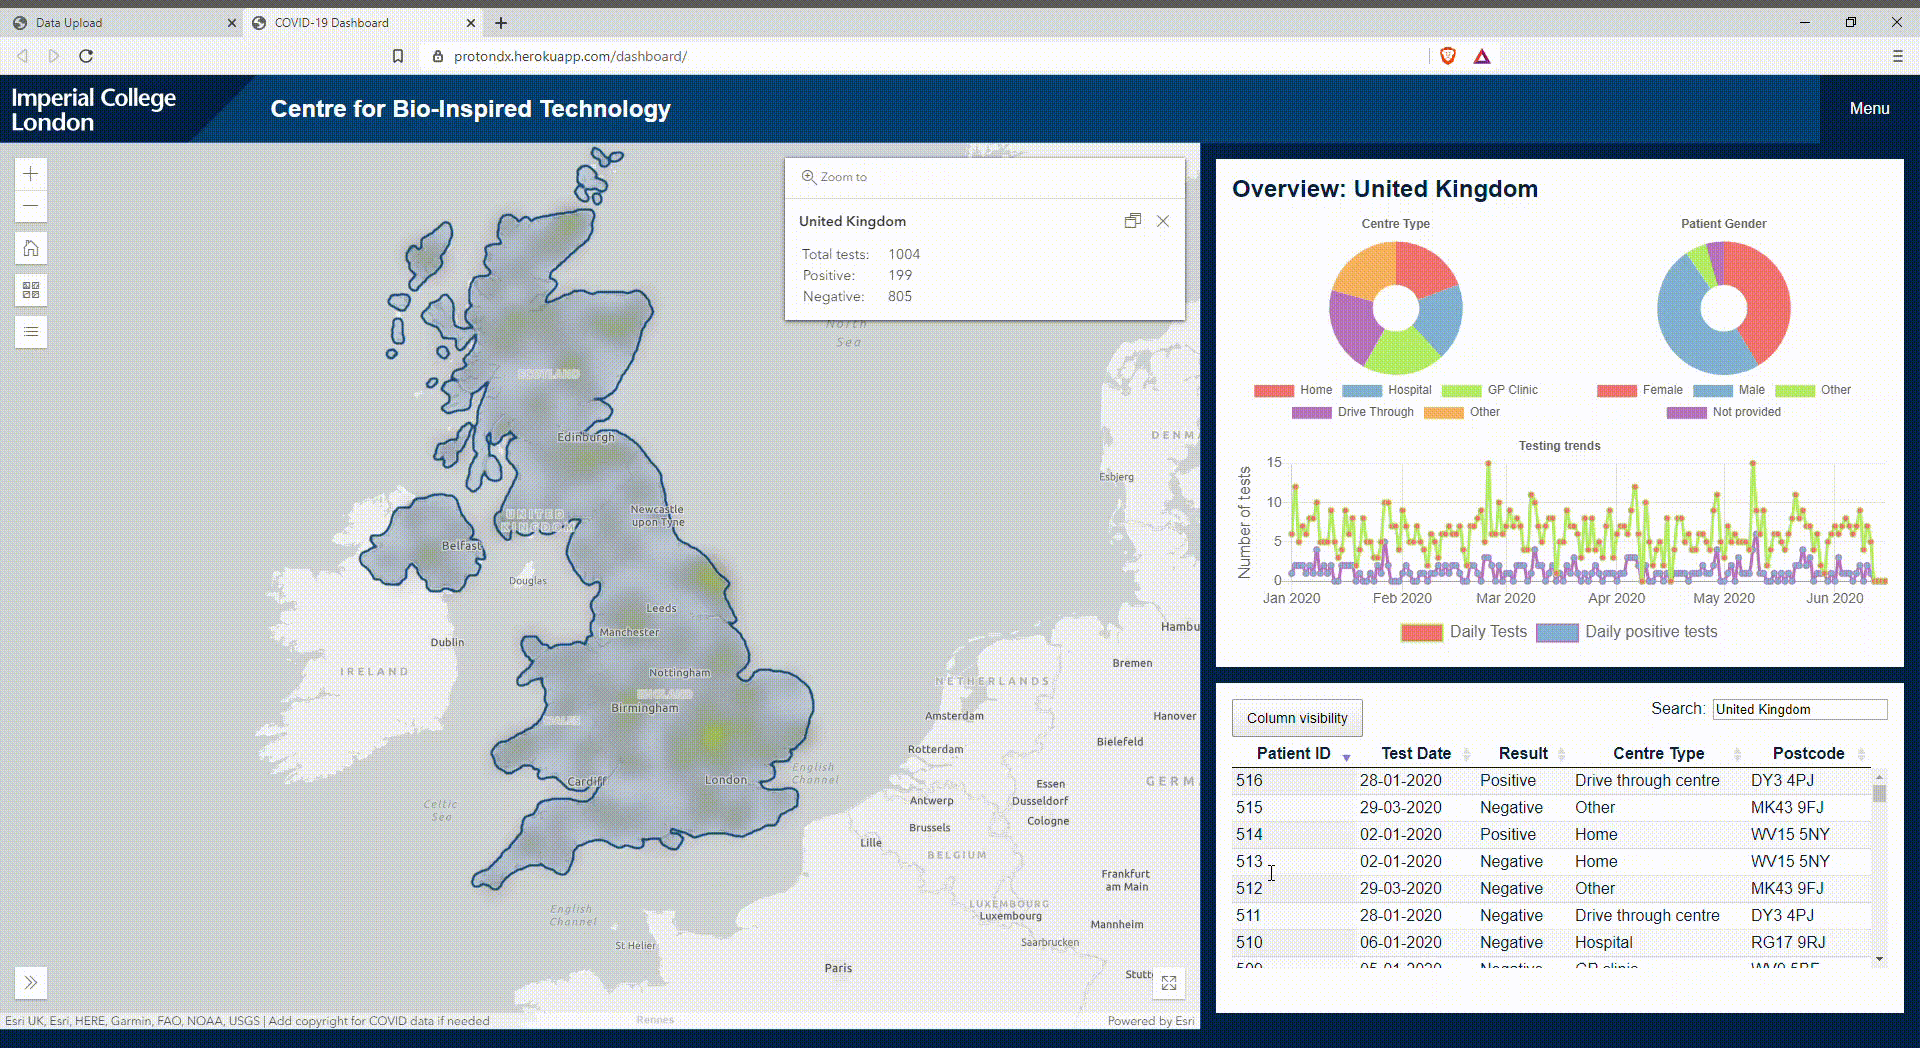 Data Upload
COVID-19 Dashboard
protondx.herokuapp.com/dashboard/
Imperial College
London
Centre for Bio-Inspired Technology
Menu
Zoom to
United Kingdom
Total tests: 1004
Positive: 199
Negative: 805
North
Sea
SCOTLAND
Edinburgh
UNITED
KINGDOM
Newcastle
upon Tyne
Belfast
Douglas
Leeds
Manchester
Dublin
IRELAND
Nottingham
ENGLAND
Birmingham
WALES
Cardiff
London
English
Channel
Celtic
Sea
English
Channel
St Helier
Paris
Rennes
DENMA
Esbjerg
Hambu
Bremen
NETHERLANDS
Amsterdam
Hanover
Bielefeld
Rotterdam
Essen
GERM
Antwerp
Dusseldorf
Cologne
Brussels
Lille
BELGIUM
Frankfurt
am Main
LUXEMBOURG
Luxembourg
Mannheim
Saarbrucken
Stutt
Esri UK, Esri, HERE, Garmin, FAO, NOAA, USGS | Add copyright for COVID data if needed
Powered by Esri
Overview: United Kingdom
Centre Type
Home Hospital GP Clinic
Drive Through Other
Patient Gender
Female Male Other
Not provided
Testing trends
Number of tests
15
10
5
0
Jan 2020 Feb 2020 Mar 2020 Apr 2020 May 2020 Jun 2020
Daily Tests Daily positive tests
Column visibility
Search: United Kingdom
Patient ID Test Date Result Centre Type Postcode
516 28-01-2020 Positive Drive through centre DY3 4PJ
515 29-03-2020 Negative Other MK43 9FJ
514 02-01-2020 Positive Home WV15 5NY
513 02-01-2020 Negative Home WV15 5NY
512 29-03-2020 Negative Other MK43 9FJ
511 28-01-2020 Negative Drive through centre DY3 4PJ
510 06-01-2020 Negative Hospital RG17 9RJ
509 05-01-2020 Negative GP clinic